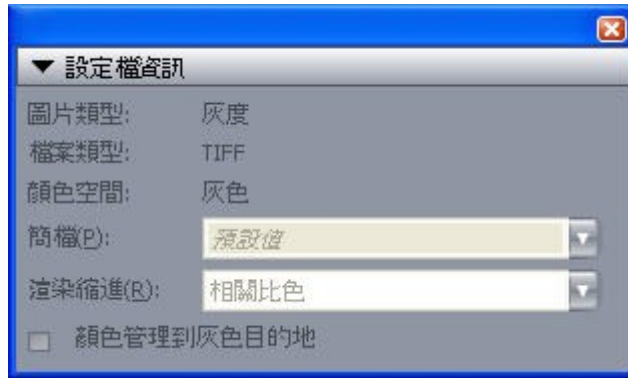 設定檔資訊
圖片類型: 灰度
檔案類型: TIFF
顏色空間: 灰色
簡檔(P): 預設值
渲染縮進(R): 相關比色
顏色管理到灰色目的地